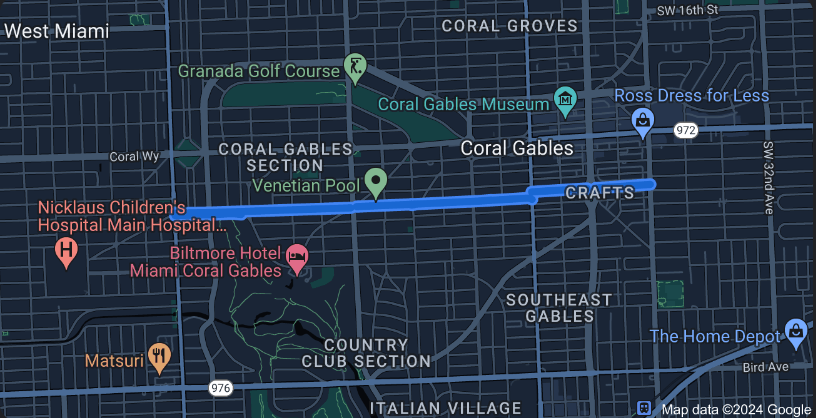 SW 16th St
CORAL GROVES
West Miami
Granada Golf Course
Ross Dress for Less
Coral Gables Museum
972
Coral Wy
CORAL GABLES
SECTION
Coral Gables
SW 32nd Ave
Venetian Pool
CRAFTS
Nicklaus Children's
Hospital Main Hospital...
H
Biltmore Hotel
Miami Coral Gables
SOUTHEAST
GABLES
The Home Depot
COUNTRY
CLUB SECTION
Matsuri
Bird Ave
976
ITALIAN VILLAGE
Map data ©2024 Google